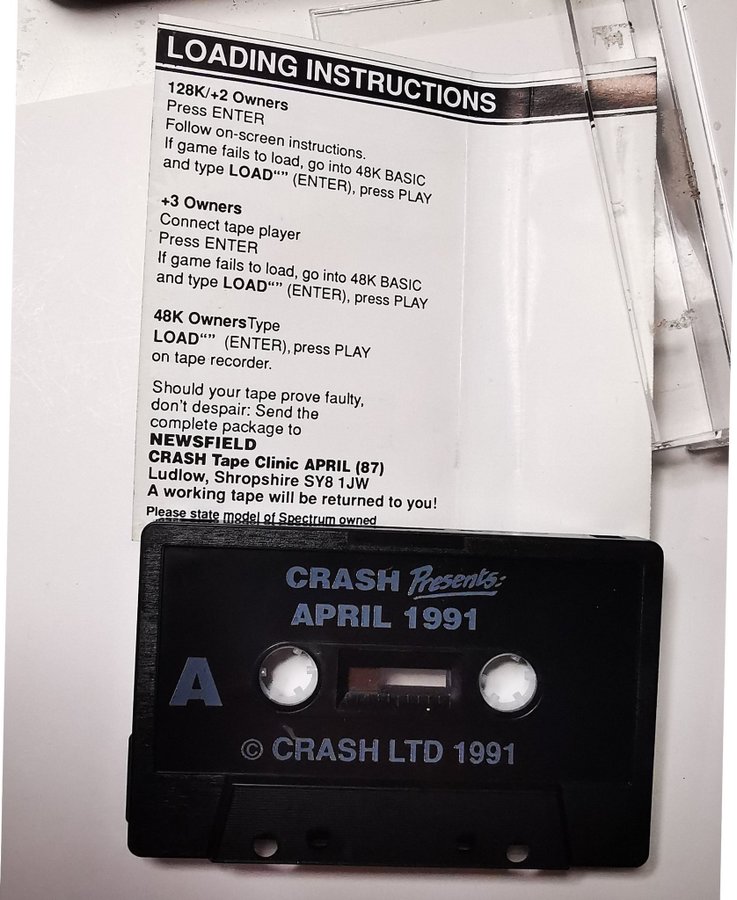 LOADING INSTRUCTIONS
128K/+2 Owners
Press ENTER
Follow on-screen instructions.
If game fails to load, go into 48K BASIC
and type LOAD“” (ENTER), press PLAY
+3 Owners
Connect tape player
Press ENTER
If game fails to load, go into 48K BASIC
and type LOAD“” (ENTER), press PLAY
48K OwnersType
LOAD“” (ENTER), press PLAY
on tape recorder.
Should your tape prove faulty,
don't despair: Send the
complete package to
NEWSFIELD
CRASH Tape Clinic APRIL (87)
Ludlow, Shropshire SY8 1JW
A working tape will be returned to you!
Please state model of Spectrum owned
CRASH Presents:
APRIL 1991
A
© CRASH LTD 1991